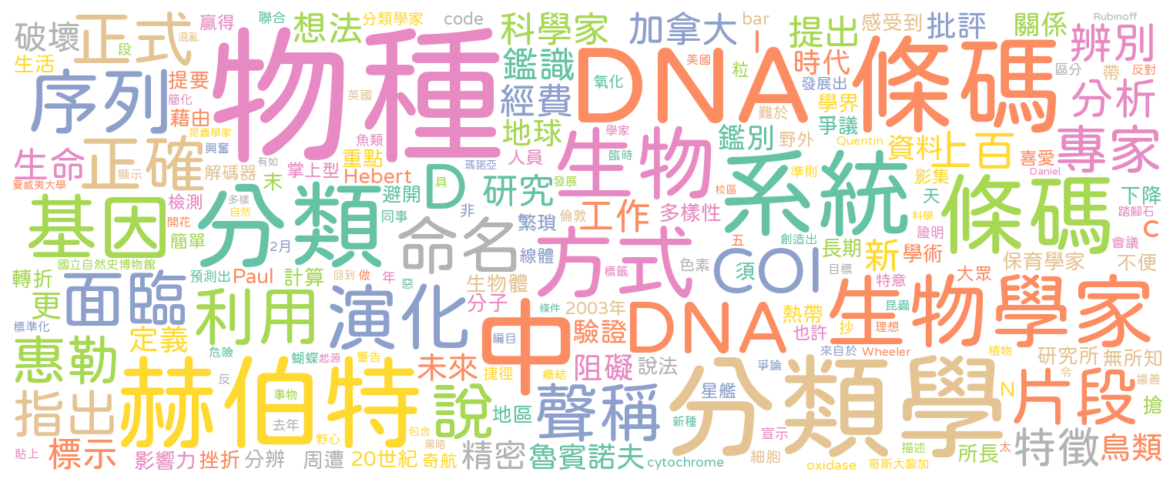 破壞 正式 贏得 聯合 混亂 段 想法 分類學家 code 科學家 加拿大 bar I 提出 感受到 批評 關係 Rubinoff 辨別
生活 序列 提要 簡化 藉由 昆蟲學家 興奮 物種 英國 魚類 鑑識 經費 氧化 DNA 美國 粒 條碼 時代 發展出 學界 區分 帶 反對 分析
生命 正確 夏威夷大學 顯示 有如 解碼器 掌上型 重點 瑪諾亞 Hebert 地球 學家 人員 生物 臨時 鑑別 難於 野外 爭議 Quentin 資料 上百 喜愛 Daniel 專家
基因 檢測 末 開花 簡單 多樣 自然 2月 分類 避開 同事 D 具 發展 研究 非 繁瑣 倫敦 工作 多樣性 校區 系統 準則 影集 天 條碼 下降 踏腳石 C
國立自然史博物館 轉折 預測出 Paul 計算 回到 做 年 惡 命名 線體 生物體 方式 標籤 色素 五 須 創造出 COI 目標 長期 新 學術 科學 證明 特意 大眾 保育學家 會議 不便
更 面臨 標準化 惠勒 定義 利用 危險 蝴蝶 起源 演化 分子 編目 中 2003年 條件 驗證 DNA 熱帶 也許 昆蟲 抄 理想 生物學家
指出 反 事物 去年 赫伯特 野心 包含 未來 警告 捷徑 痛結 說 地區 聲稱 阻礙 說法 爭論 星艦 新種 來自於 Wheeler 分類學 植物 研究所 令 無所知 N 揚善 片段 搶
貼上 標示 影響力 挫折 分辨 周遭 20世紀 黑暗 奇航 精密 魯賓諾夫 cytochrome 宣示 細胞 oxidase 描述 哥斯大黎加 所長 太 特徵 鳥類